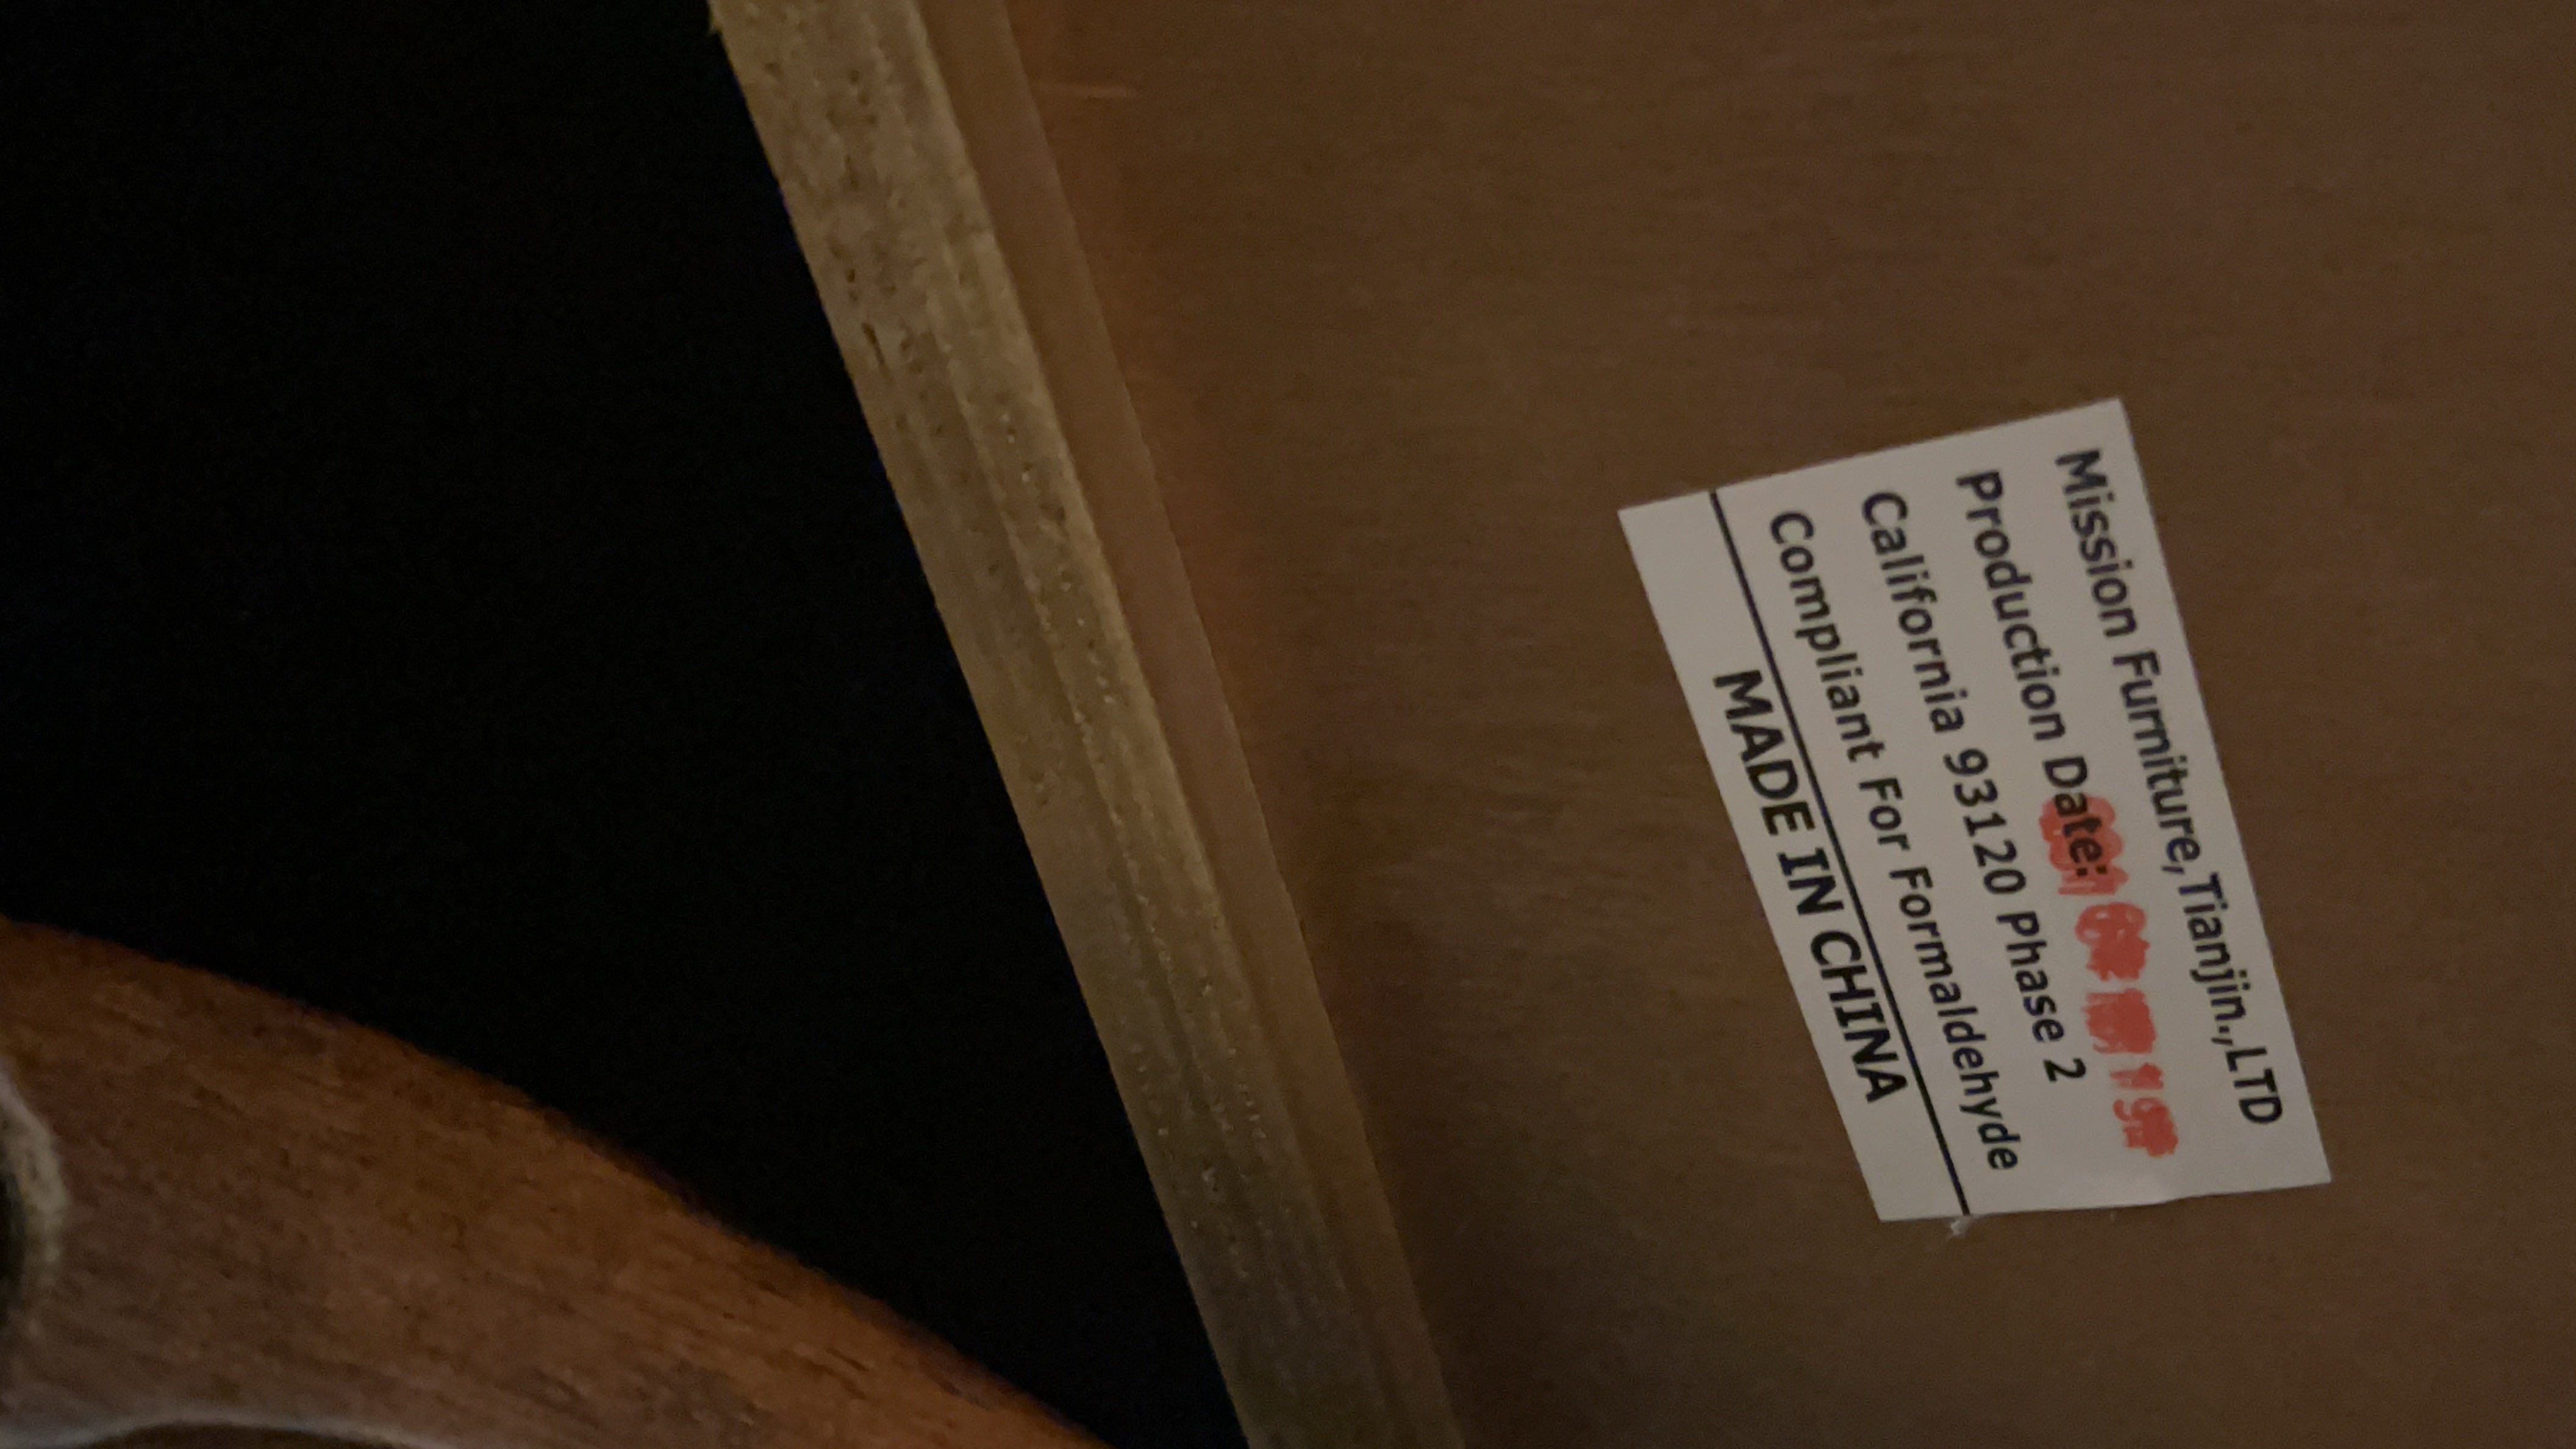 Mission Furniture,Tianjin.,LTD
Production Date:
California 93120 Phase 2
Compliant For Formaldehyde
MADE IN CHINA